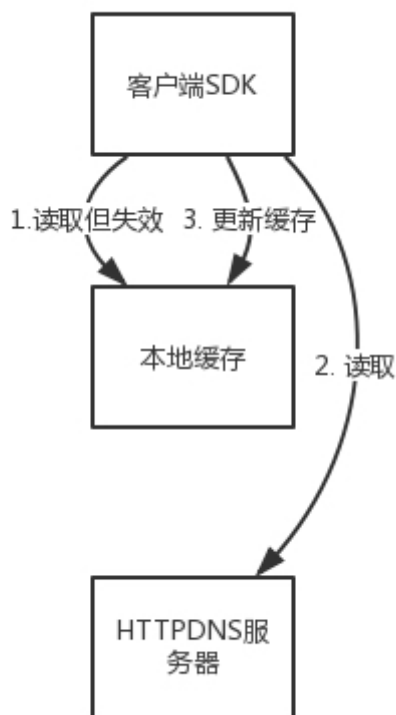 客户端SDK
1.读取但失效
3. 更新缓存
本地缓存
2. 读取
HTTPDNS服
务器